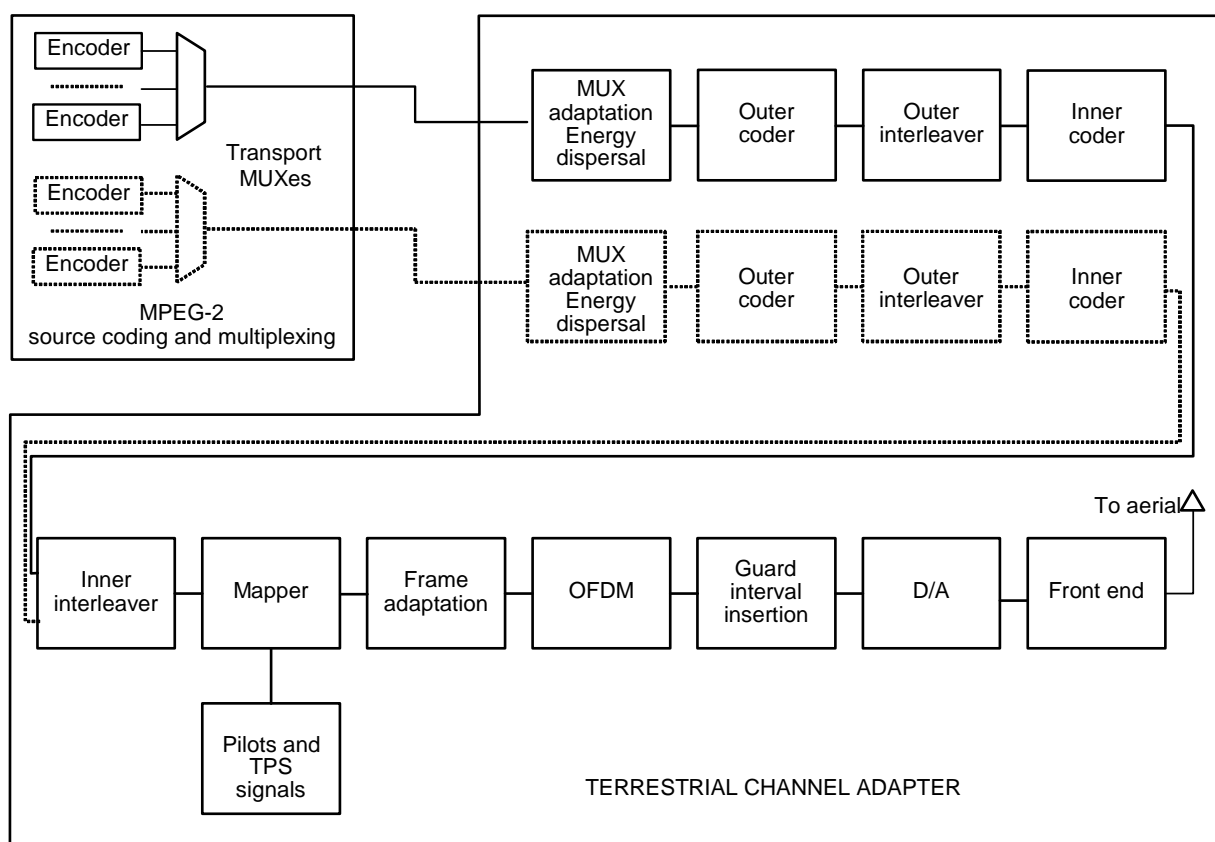 Encoder
Encoder
Transport
MUXes
Encoder
Encoder
MPEG-2
source coding and multiplexing
MUX
adaptation
Energy
dispersal
Outer
coder
Outer
interleaver
Inner
coder
MUX
adaptation
Energy
dispersal
Outer
coder
Outer
interleaver
Inner
coder
To aerial
Inner
interleaver
Mapper
Frame
adaptation
OFDM
Guard
interval
insertion
D/A
Front end
Pilots and
TPS
signals
TERRESTRIAL CHANNEL ADAPTER